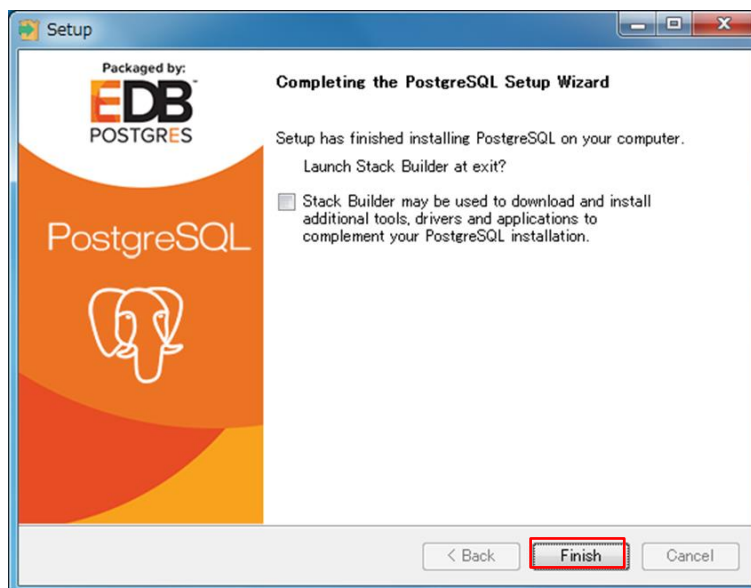 Setup
Packaged by:
EDB
POSTGRES
PostgreSQL
Completing the PostgreSQL Setup Wizard
Setup has finished installing PostgreSQL on your computer.
Launch Stack Builder at exit?
Stack Builder may be used to download and install
additional tools, drivers and applications to
complement your PostgreSQL installation.
< Back
Finish
Cancel